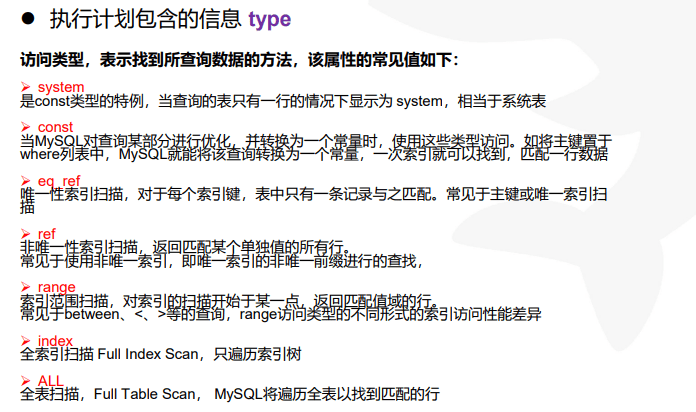 ● 执行计划包含的信息 type
访问类型，表示找到所查询数据的方法，该属性的常见值如下：
➢ system
是const类型的特例，当查询的表只有一行的情况下显示为 system，相当于系统表
➢ const
当MySQL对查询某部分进行优化，并转换为一个常量时，使用这些类型访问。如将主键置于
where列表中，MySQL就能将该查询转换为一个常量，一次索引就可以找到，匹配一行数据
➢ eq_ref
唯一性索引扫描，对于每个索引键，表中只有一条记录与之匹配。常见于主键或唯一索引扫
描
➢ ref
非唯一性索引扫描，返回匹配某个单独值的所有行。
常见于使用非唯一索引，即唯一索引的非唯一前缀进行的查找，
➢ range
索引范围扫描，对索引的扫描开始于某一点，返回匹配值域的行。
常见于between、<、>等的查询，range访问类型的不同形式的索引访问性能差异
➢ index
全索引扫描 Full Index Scan，只遍历索引树
➢ ALL
全表扫描，Full Table Scan， MySQL将遍历全表以找到匹配的行